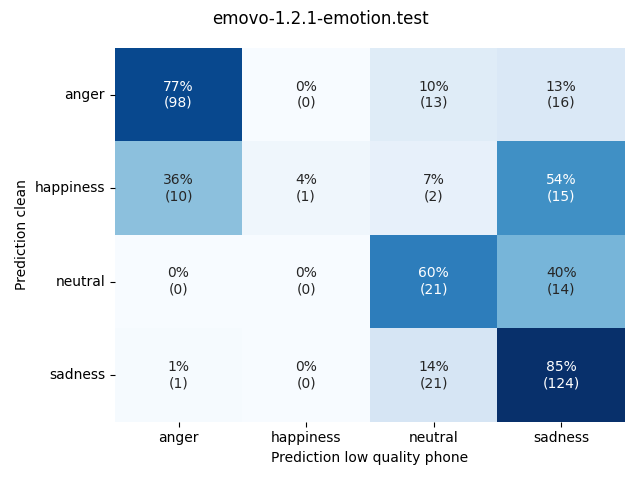 emovo-1.2.1-emotion.test
Prediction clean
anger
77%
(98)
0%
(0)
10%
(13)
13%
(16)
happiness
36%
(10)
4%
(1)
7%
(2)
54%
(15)
neutral
0%
(0)
0%
(0)
60%
(21)
40%
(14)
sadness
1%
(1)
0%
(0)
14%
(21)
85%
(124)
anger
happiness
neutral
sadness
Prediction low quality phone